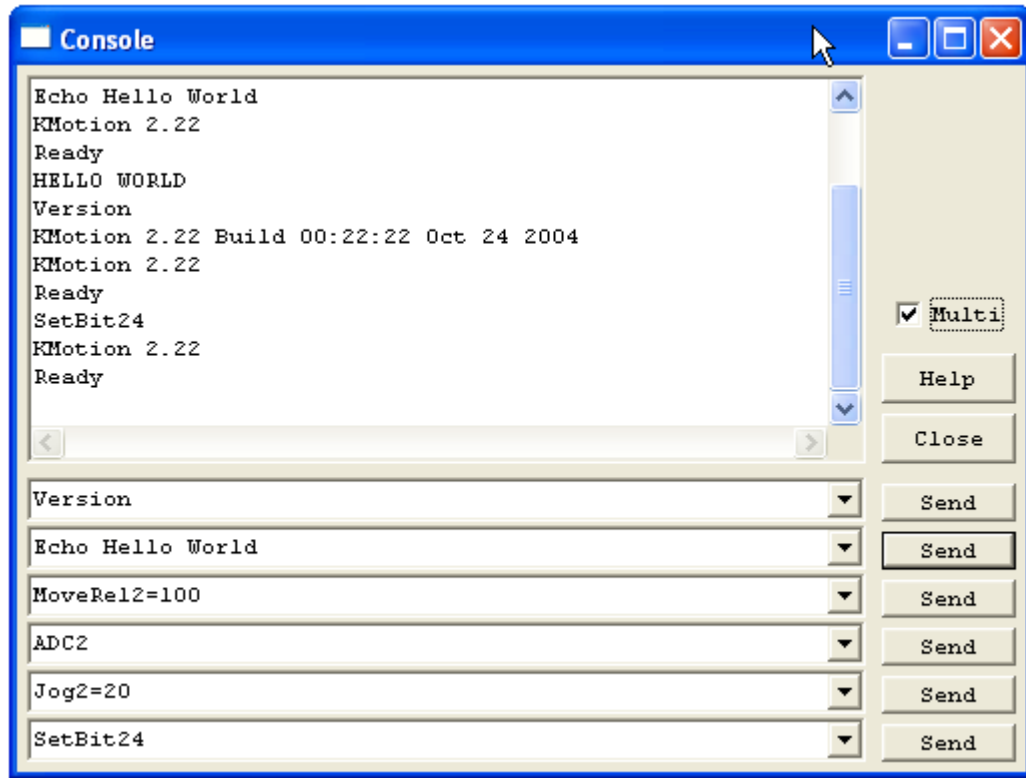 Console
Echo Hello World
KMotion 2.22
Ready
HELLO WORLD
Version
KMotion 2.22 Build 00:22:22 Oct 24 2004
KMotion 2.22
Ready
SetBit24
KMotion 2.22
Ready
Multi
Help
Close
Version
Send
Echo Hello World
Send
MoveRel2=100
Send
ADC2
Send
Jog2=20
Send
SetBit24
Send